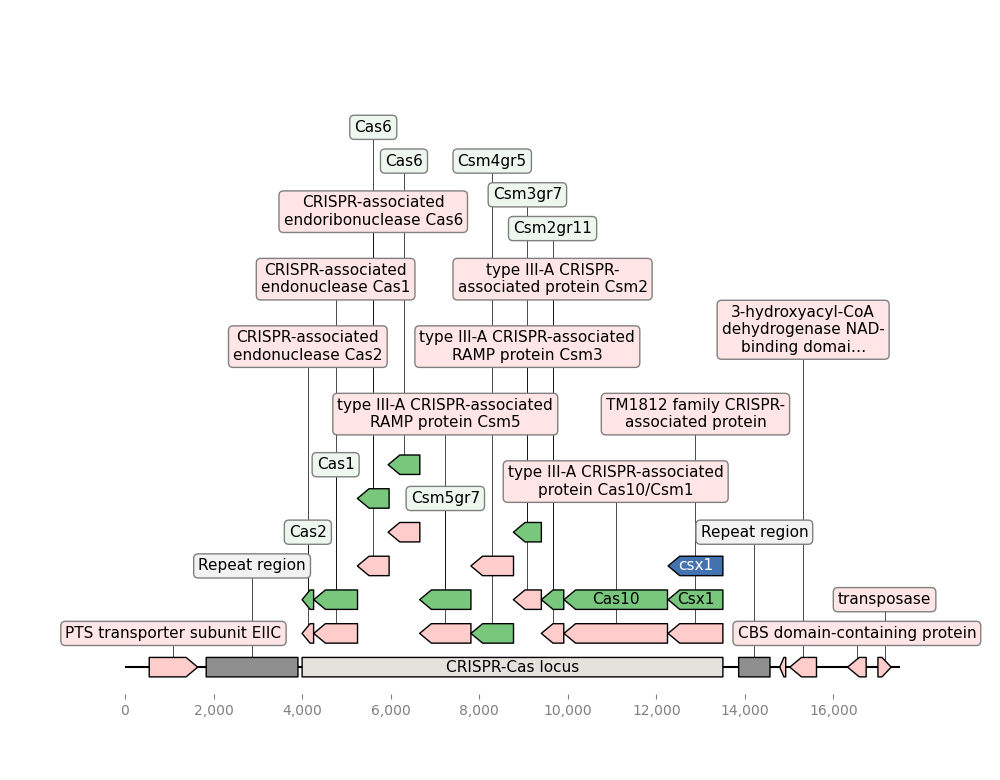 Cas6
Cas6
Csm4gr5
Csm3gr7
CRISPR-associated
endoribonuclease Cas6
Csm2gr11
CRISPR-associated
endonuclease Cas1
type III-A CRISPR-
associated protein Csm2
3-hydroxyacyl-CoA
dehydrogenase NAD-
binding domai…
CRISPR-associated
endonuclease Cas2
type III-A CRISPR-associated
RAMP protein Csm3
type III-A CRISPR-associated
RAMP protein Csm5
TM1812 family CRISPR-
associated protein
Cas1
type III-A CRISPR-associated
protein Cas10/Csm1
Csm5gr7
Cas2
Repeat region
Repeat region
csx1
Cas10
Csx1
transposase
PTS transporter subunit EIIC
CBS domain-containing protein
CRISPR-Cas locus
0
2,000
4,000
6,000
8,000
10,000
12,000
14,000
16,000